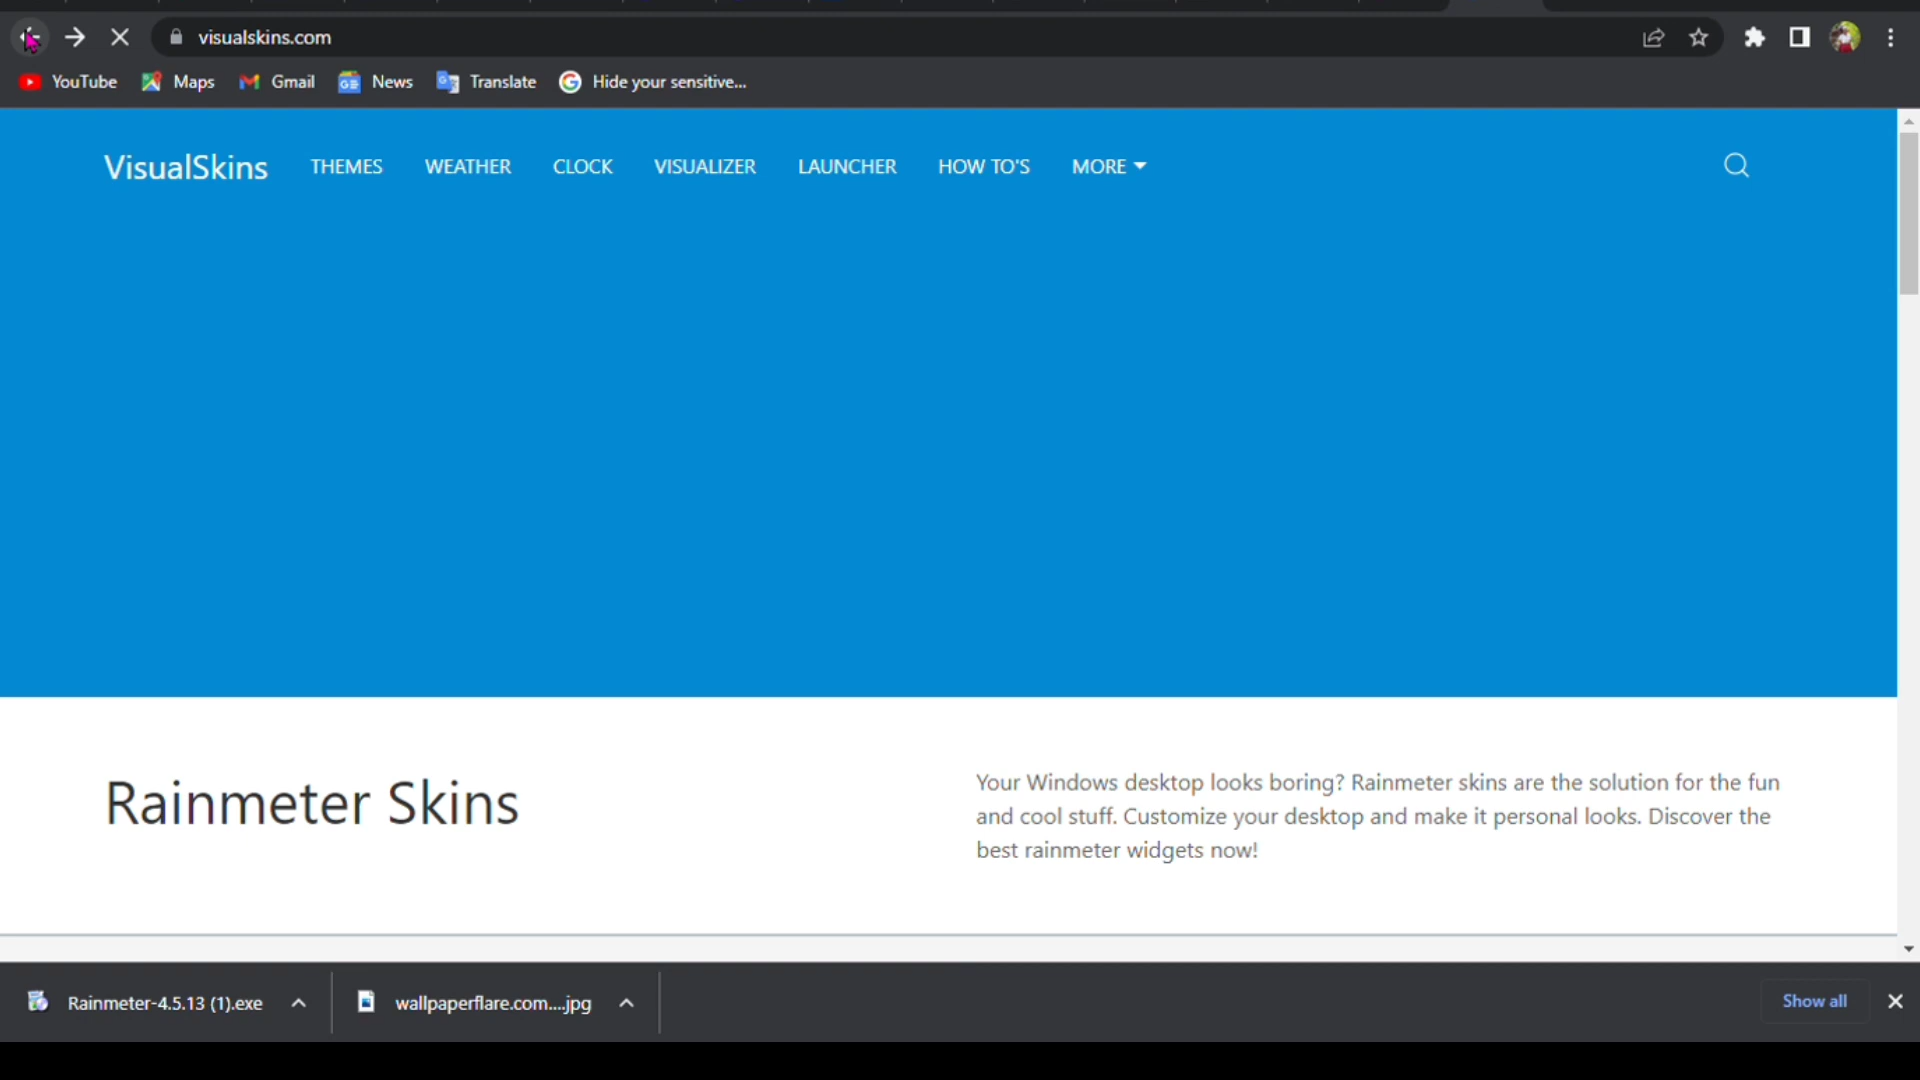 visualskins.com
YouTube Maps Gmail News Translate Hide your sensitive...
VisualSkins THEMES WEATHER CLOCK VISUALIZER LAUNCHER HOW TO'S MORE
Rainmeter Skins
Your Windows desktop looks boring? Rainmeter skins are the solution for the fun
and cool stuff. Customize your desktop and make it personal looks. Discover the
best rainmeter widgets now!
Rainmeter-4.5.13 (1).exe wallpaperflare.com....jpg Show all